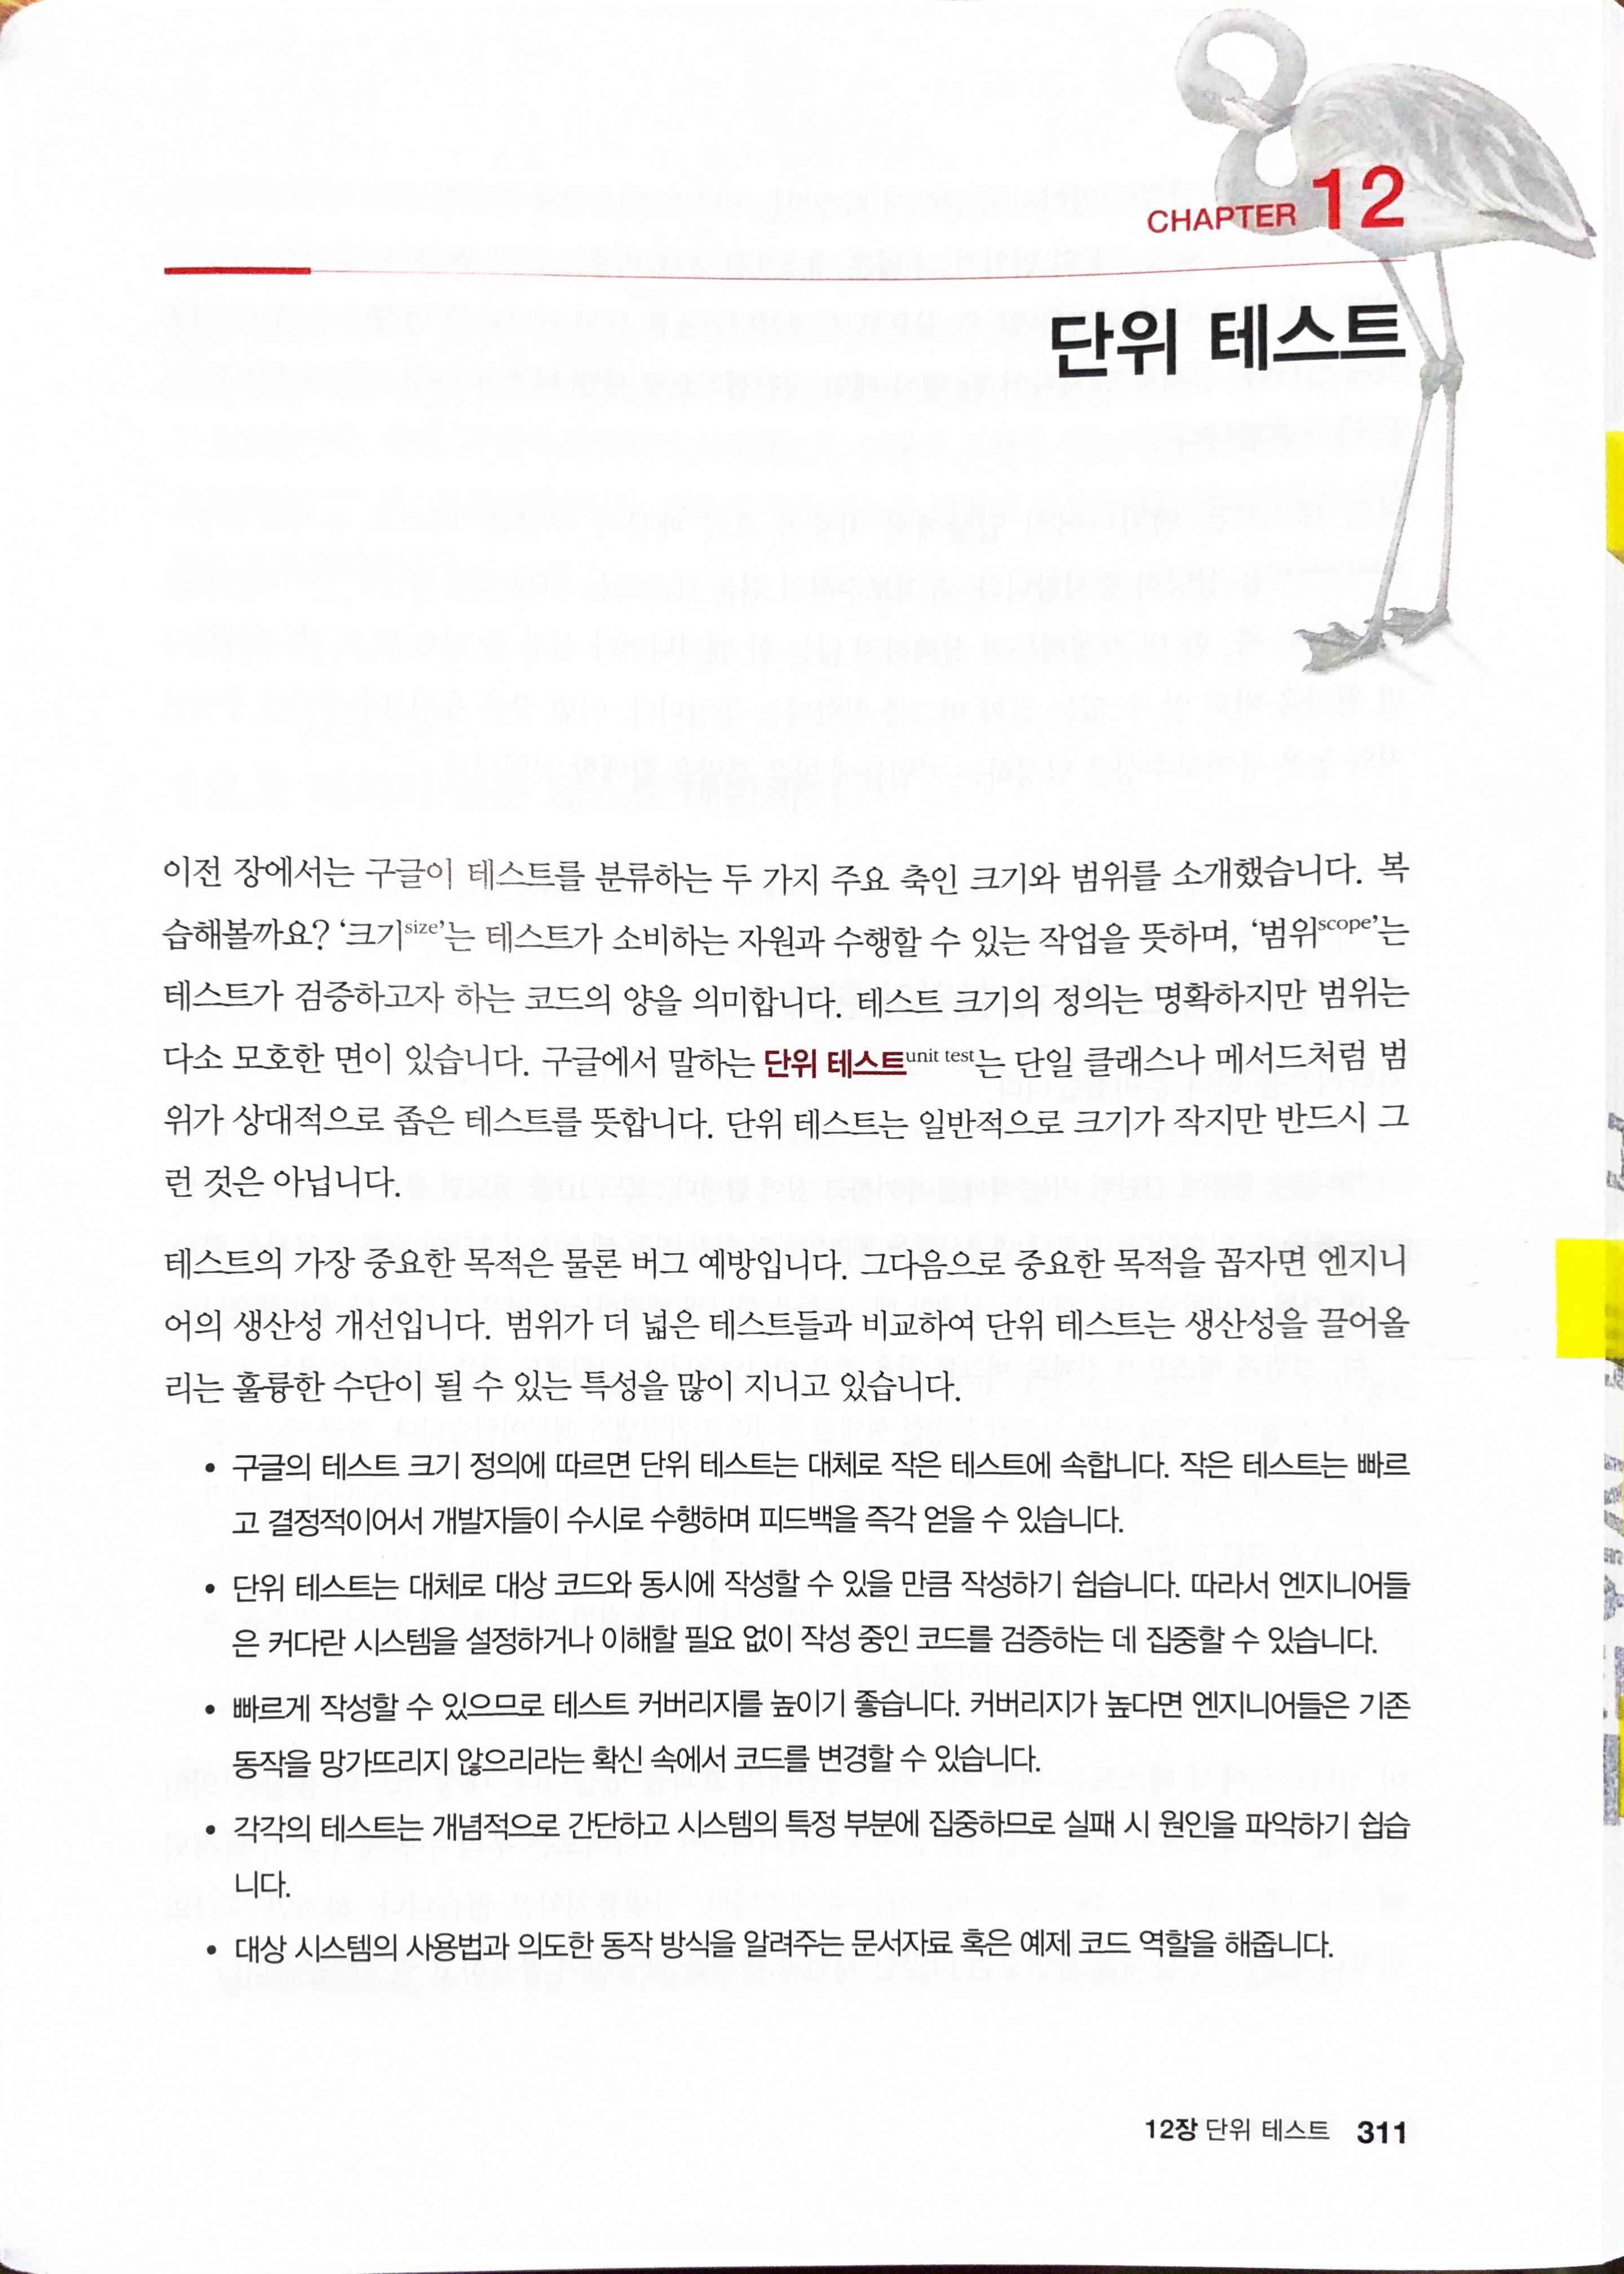 CHAPTER 12
단위 테스트
이전 장에서는 구글이 테스트를 분류하는 두 가지 주요 축인 크기와 범위를 소개했습니다. 복
습해볼까요? ‘크기size’는 테스트가 소비하는 자원과 수행할 수 있는 작업을 뜻하며, ‘범위scope’는
테스트가 검증하고자 하는 코드의 양을 의미합니다. 테스트 크기의 정의는 명확하지만 범위는
다소 모호한 면이 있습니다. 구글에서 말하는 단위 테스트unit test는 단일 클래스나 메서드처럼 범
위가 상대적으로 좁은 테스트를 뜻합니다. 단위 테스트는 일반적으로 크기가 작지만 반드시 그
런 것은 아닙니다.
테스트의 가장 중요한 목적은 물론 버그 예방입니다. 그다음으로 중요한 목적을 꼽자면 엔지니
어의 생산성 개선입니다. 범위가 더 넓은 테스트들과 비교하여 단위 테스트는 생산성을 끌어올
리는 훌륭한 수단이 될 수 있는 특성을 많이 지니고 있습니다.
• 구글의 테스트 크기 정의에 따르면 단위 테스트는 대체로 작은 테스트에 속합니다. 작은 테스트는 빠르
고 결정적이어서 개발자들이 수시로 수행하며 피드백을 즉각 얻을 수 있습니다.
• 단위 테스트는 대체로 대상 코드와 동시에 작성할 수 있을 만큼 작성하기 쉽습니다. 따라서 엔지니어들
은 커다란 시스템을 설정하거나 이해할 필요 없이 작성 중인 코드를 검증하는 데 집중할 수 있습니다.
• 빠르게 작성할 수 있으므로 테스트 커버리지를 높이기 좋습니다. 커버리지가 높다면 엔지니어들은 기존
동작을 망가뜨리지 않으리라는 확신 속에서 코드를 변경할 수 있습니다.
• 각각의 테스트는 개념적으로 간단하고 시스템의 특정 부분에 집중하므로 실패 시 원인을 파악하기 쉽습
니다.
• 대상 시스템의 사용법과 의도한 동작 방식을 알려주는 문서자료 혹은 예제 코드 역할을 해줍니다.
12장 단위 테스트 311